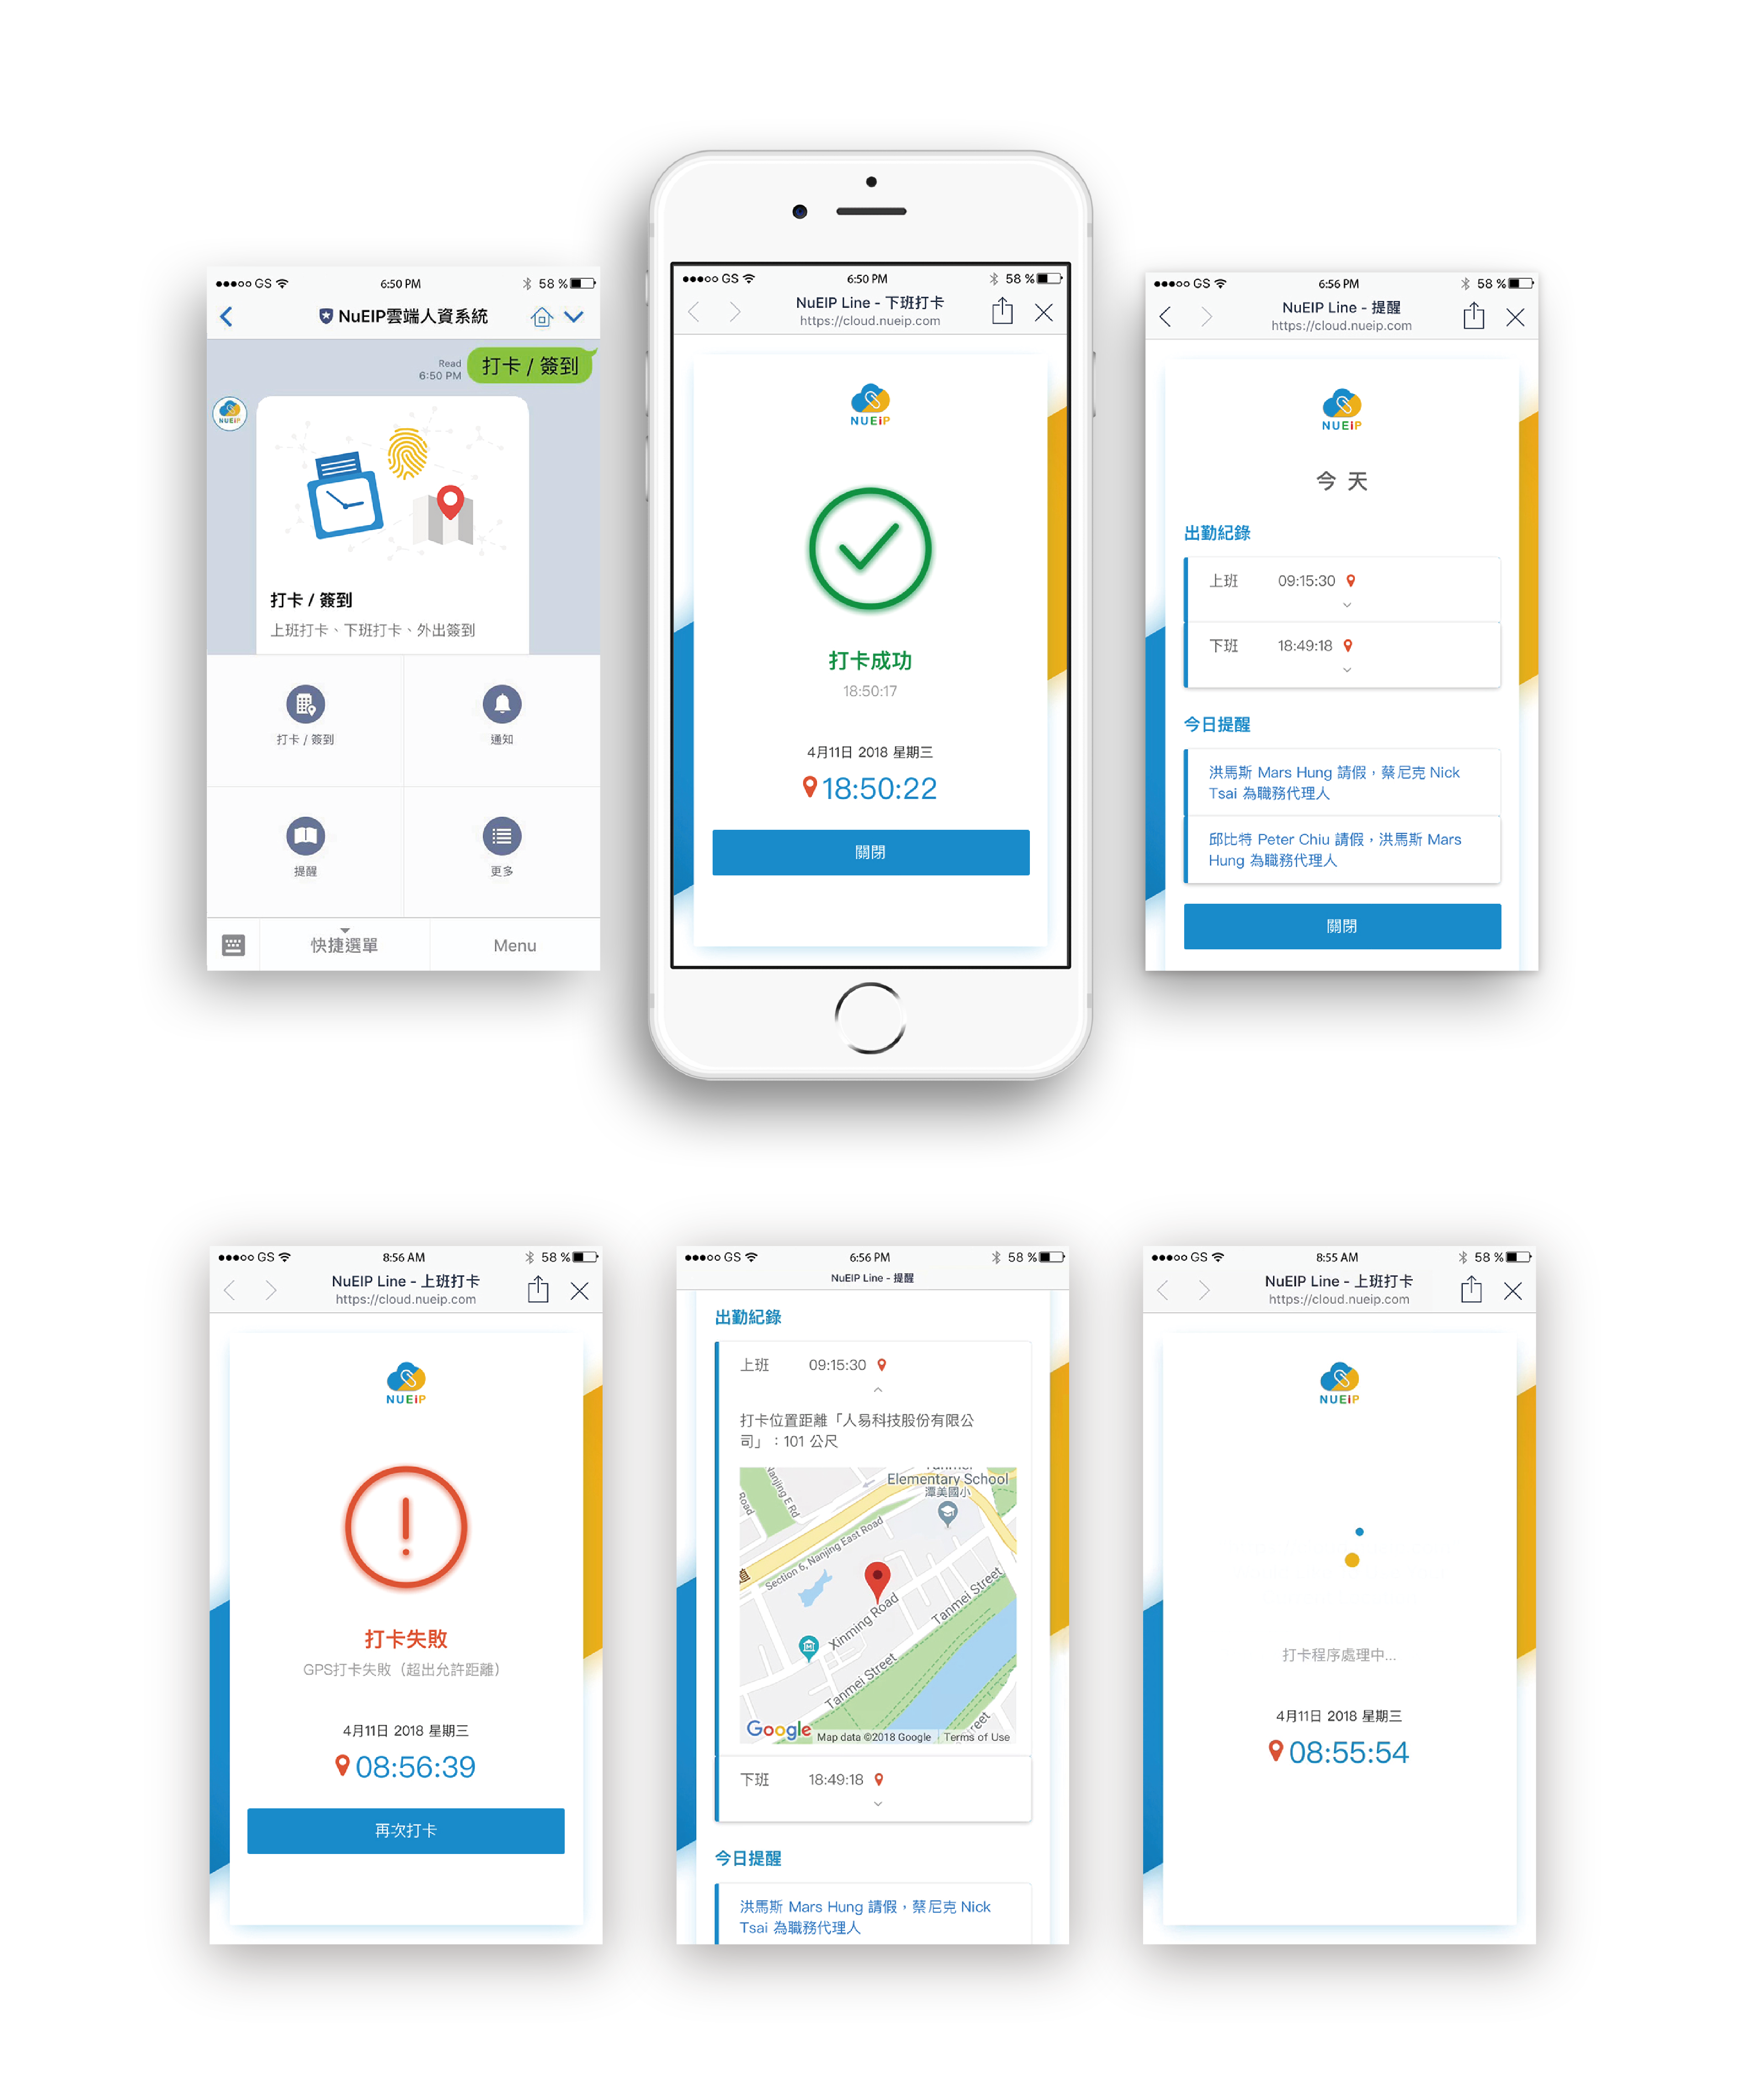 GS 6:50 PM 58 %
NuEIP雲端人資系統
Read
6:50 PM
打卡 / 簽到
NUEiP
打卡 / 簽到
上班打卡、下班打卡、外出簽到
打卡 / 簽到
通知
提醒
更多
快捷選單
Menu
GS 6:50 PM 58 %
NuEIP Line - 下班打卡
https://cloud.nueip.com
NUEiP
打卡成功
18:50:17
4月11日 2018 星期三
18:50:22
關閉
GS 6:56 PM 58 %
NuEIP Line - 提醒
https://cloud.nueip.com
NUEiP
今 天
出勤紀錄
上班 09:15:30
下班 18:49:18
今日提醒
洪馬斯 Mars Hung 請假，蔡尼克 Nick
Tsai 為職務代理人
邱比特 Peter Chiu 請假，洪馬斯 Mars
Hung 為職務代理人
關閉
GS 8:56 AM 58 %
NuEIP Line - 上班打卡
https://cloud.nueip.com
NUEiP
打卡失敗
GPS打卡失敗（超出允許距離）
4月11日 2018 星期三
08:56:39
再次打卡
GS 6:56 PM 58 %
NuEIP Line - 提醒
出勤紀錄
上班 09:15:30
打卡位置距離「人易科技股份有限公
司」：101 公尺
Elementary School
潭美國小
Nanjing E Rd
Road
Section 6, Nanjing East Road
道
Xinming Road
Tanmei Street
Tanmei Street
reet
Google
Map data ©2018 Google
Terms of Use
下班 18:49:18
今日提醒
洪馬斯 Mars Hung 請假，蔡尼克 Nick
Tsai 為職務代理人
GS 8:55 AM 58 %
NuEIP Line - 上班打卡
https://cloud.nueip.com
NUEiP
打卡程序處理中...
4月11日 2018 星期三
08:55:54